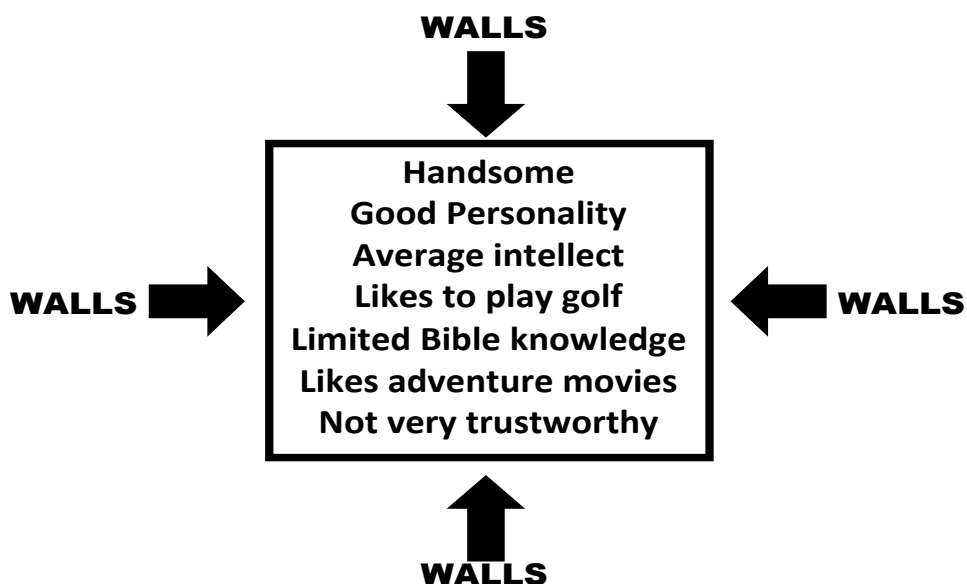 WALLS
Handsome
Good Personality
Average intellect
Likes to play golf
WALLS
WALLS
Limited Bible knowledge
Likes adventure movies
Not very trustworthy
WALLS